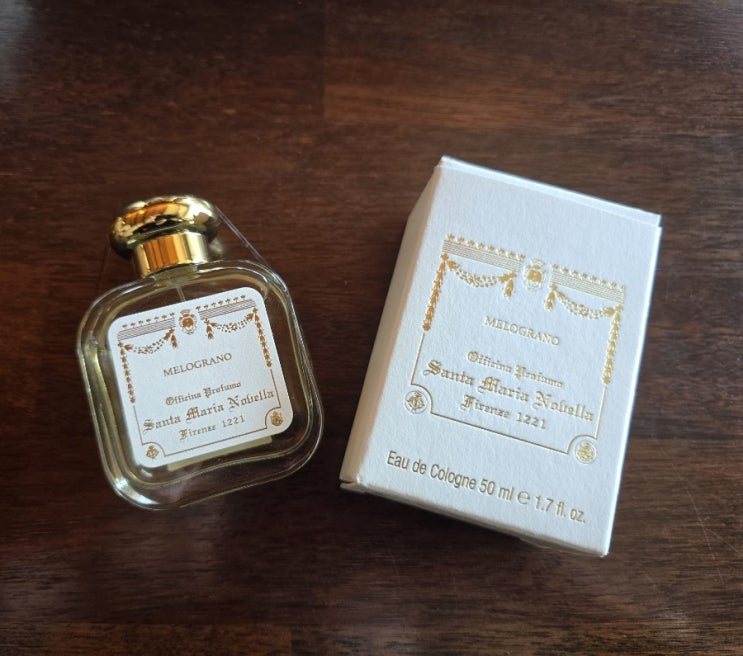 MELOGRANO
Officina Profumo
Santa Maria Novella
Firenze 1221
MELOGRANO
Officina Profumo
Santa Maria Novella
Firenze 1221
Eau de Cologne 50 ml ℮ 1.7 fl. oz.